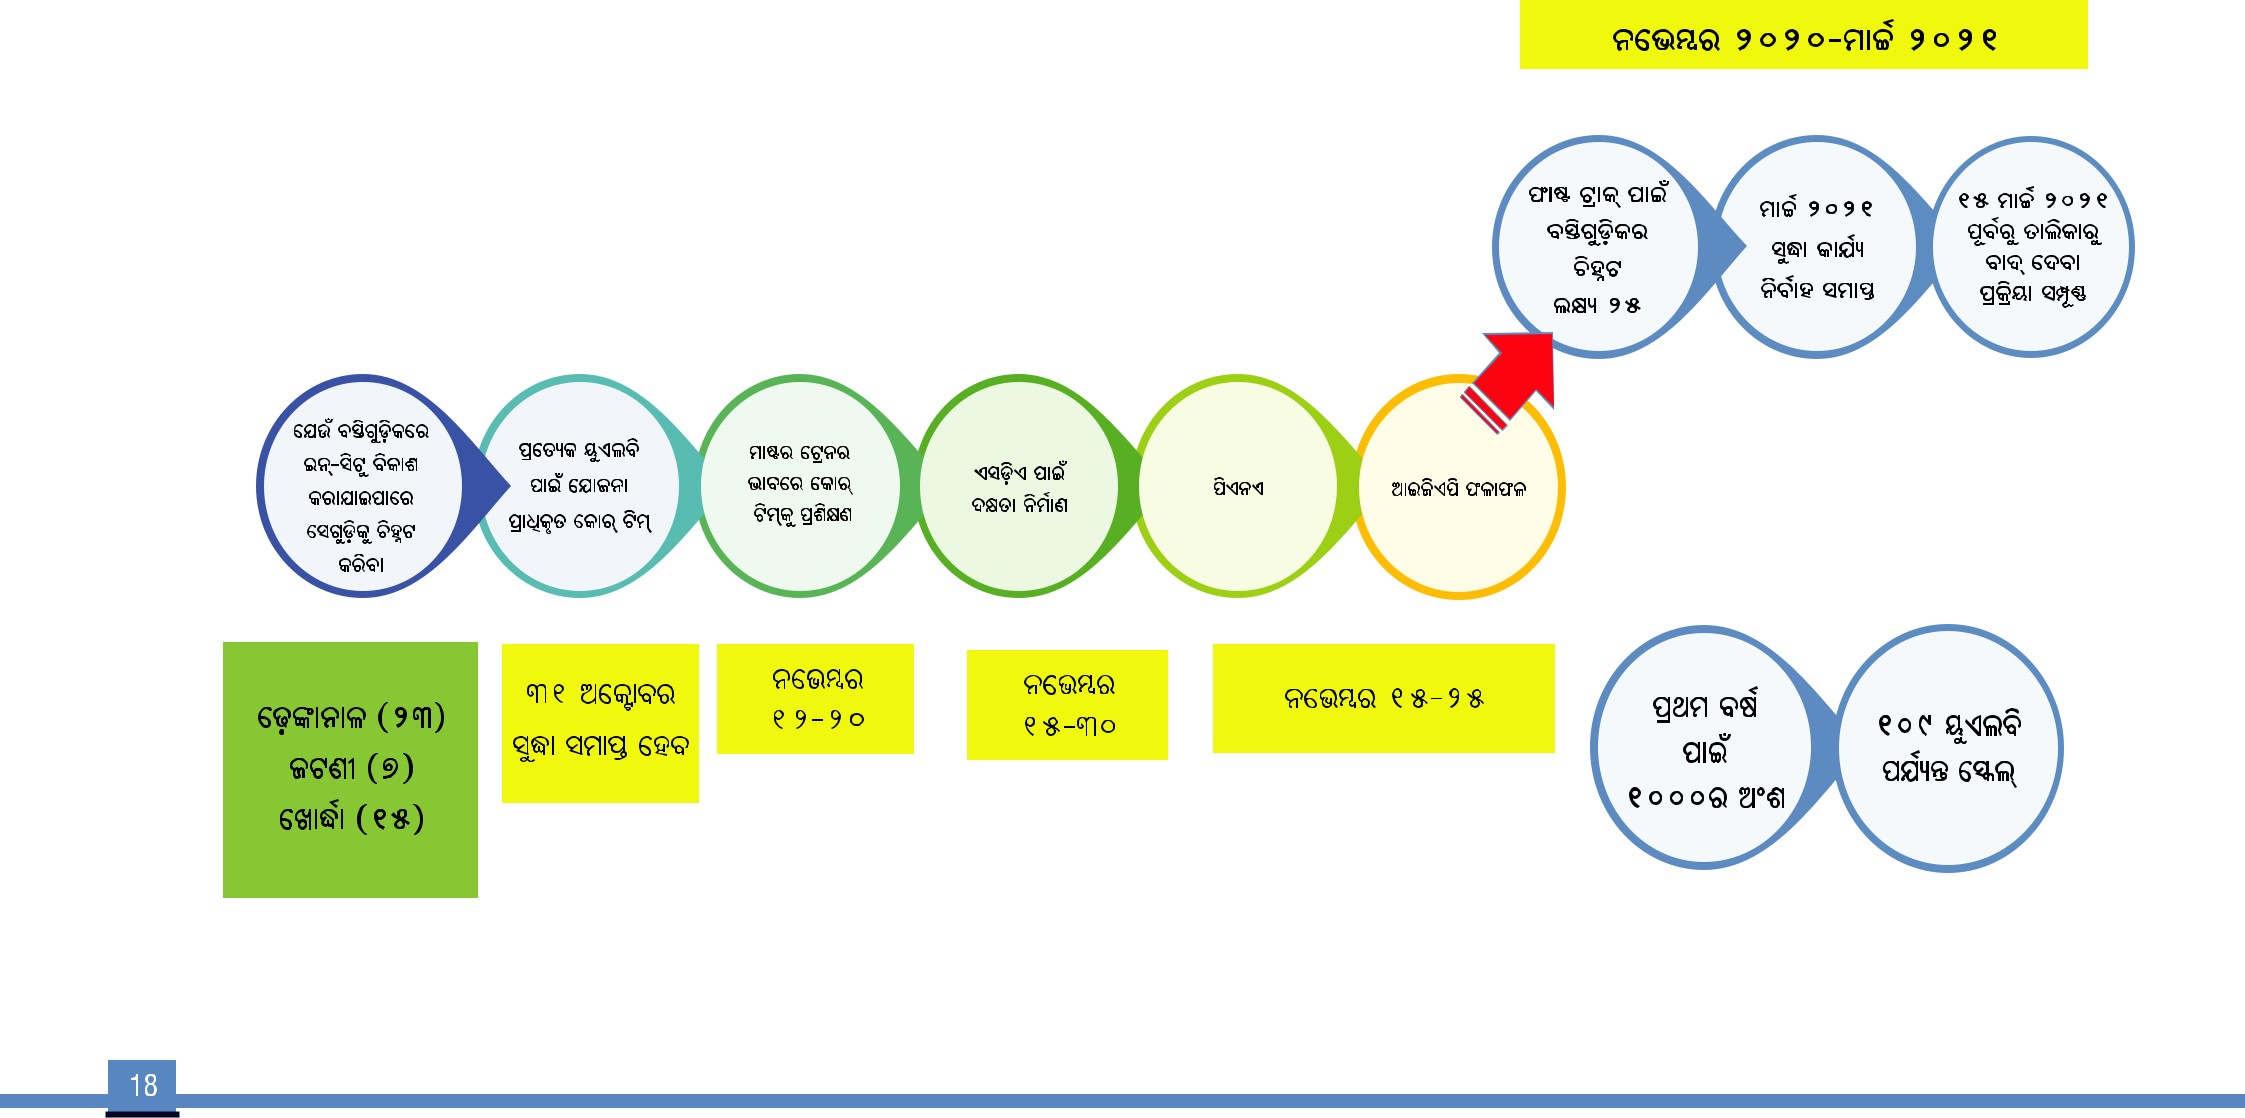 ନଭେମ୍ବର ୨୦୨୦-ମାର୍ଚ୍ଚ ୨୦୨୧
ଫାଷ୍ଟ ଟ୍ରାକ୍ ପାଇଁ
ବସ୍ତିଗୁଡ଼ିକର
ଚିହ୍ନଟ
ଲକ୍ଷ୍ୟ ୨୫
ମାର୍ଚ୍ଚ ୨୦୨୧
ସୁଦ୍ଧା କାର୍ଯ୍ୟ
ନିର୍ବାହ ସମାପ୍ତ
୧୫ ମାର୍ଚ୍ଚ ୨୦୨୧
ପୂର୍ବରୁ ତାଲିକାରୁ
ବାଦ୍ ଦେବା
ପ୍ରକ୍ରିୟା ସମ୍ପୂର୍ଣ୍ଣ
ଯେଉଁ ବସ୍ତିଗୁଡ଼ିକରେ
ଇନ୍-ସିଟୁ ବିକାଶ
କରାଯାଇପାରେ
ସେଗୁଡ଼ିକୁ ଚିହ୍ନଟ
କରିବା
ପ୍ରତ୍ୟେକ ୟୁଏଲବି
ପାଇଁ ଯୋଜନା
ପ୍ରାଧିକୃତ କୋର୍ ଟିମ୍
ମାଷ୍ଟର ଟ୍ରେନର
ଭାବରେ କୋର୍
ଟିମ୍‌କୁ ପ୍ରଶିକ୍ଷଣ
ଏସଡ଼ିଏ ପାଇଁ
ଦକ୍ଷତା ନିର୍ମାଣ
ପିଏନଏ
ଆଇଜିଏପି ଫଳାଫଳ
ଢ଼େଙ୍କାନାଳ (୨୩)
ଜଟଣୀ (୭)
ଖୋର୍ଦ୍ଧା (୧୫)
୩୧ ଅକ୍ଟୋବର
ସୁଦ୍ଧା ସମାପ୍ତ ହେବ
ନଭେମ୍ବର
୧୨-୨୦
ନଭେମ୍ବର
୧୫-୩୦
ନଭେମ୍ବର ୧୫-୨୫
ପ୍ରଥମ ବର୍ଷ
ପାଇଁ
୧୦୦୦ର ଅଂଶ
୧୦୯ ୟୁଏଲବି
ପର୍ଯ୍ୟନ୍ତ ସ୍କେଲ୍
18